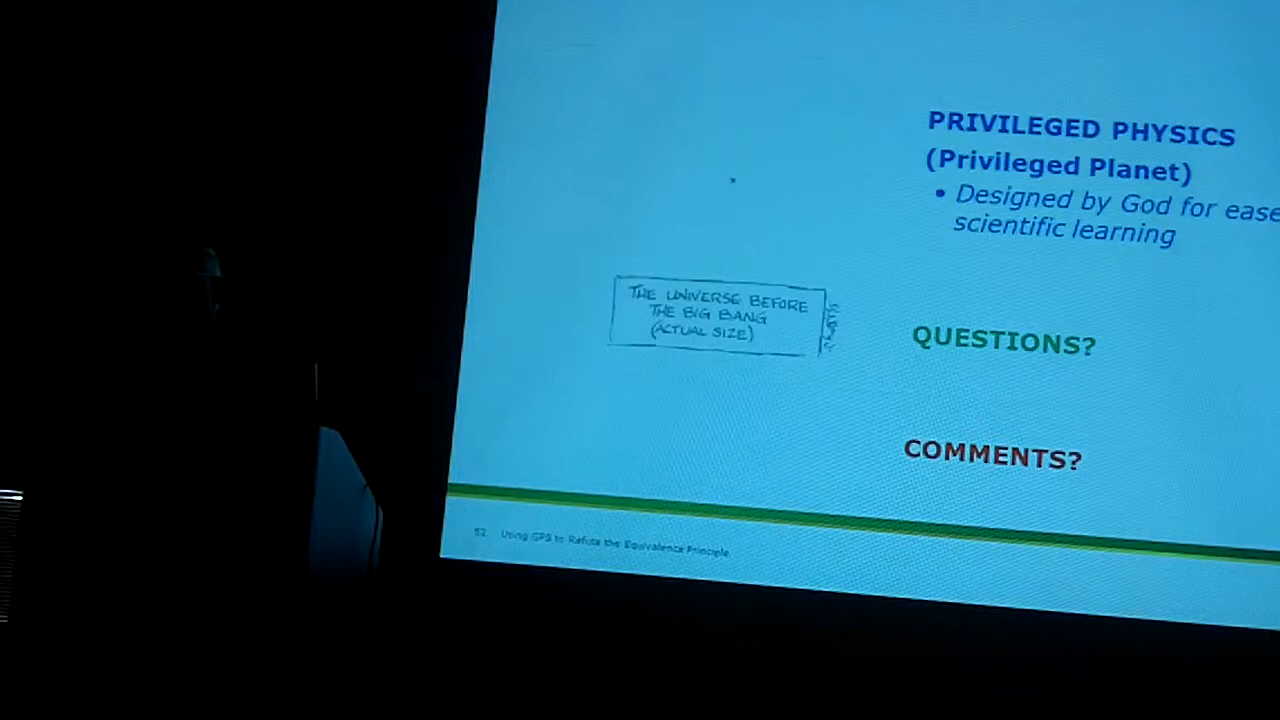 PRIVILEGED PHYSICS
(Privileged Planet)
• Designed by God for ease
scientific learning
THE UNIVERSE BEFORE
THE BIG BANG
(ACTUAL SIZE)
QUESTIONS?
COMMENTS?
52 Using GPS to Refute the Equivalence Principle